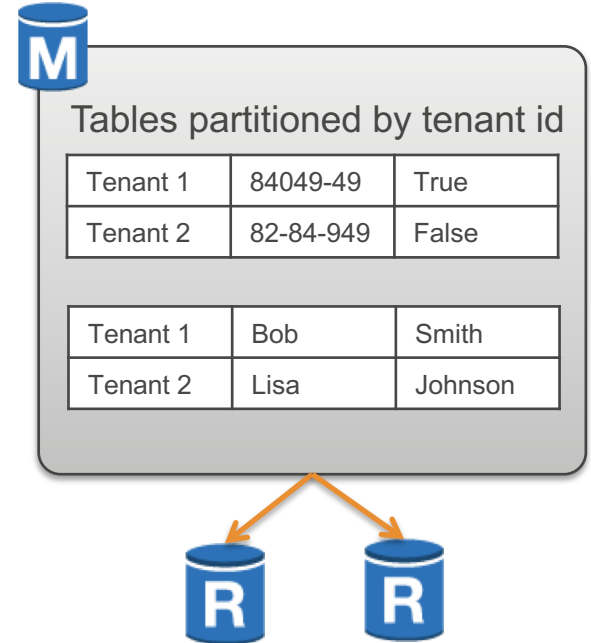 M
Tables partitioned by tenant id
Tenant 1 84049-49 True
Tenant 2 82-84-949 False
Tenant 1 Bob Smith
Tenant 2 Lisa Johnson
R R